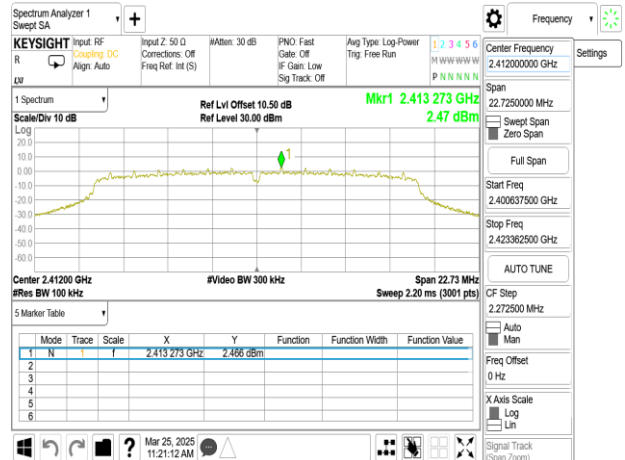 Spectrum Analyzer 1
Swept SA
Frequency
KEYSIGHT
R
LXI
Input: RF
Coupling: DC
Align: Auto
Input Z: 50 Ω
Corrections: Off
Freq Ref: Int (S)
#Atten: 30 dB
PNO: Fast
Gate: Off
IF Gain: Low
Sig Track: Off
Avg Type: Log-Power
Trig: Free Run
1 2 3 4 5 6
M W W W W W
P N N N N N
1 Spectrum
Scale/Div 10 dB
Ref Lvl Offset 10.50 dB
Ref Level 30.00 dBm
Mkr1 2.413 273 GHz
2.47 dBm
Log
20.0
10.0
0.00
-10.0
-20.0
-30.0
-40.0
-50.0
-60.0
1
Center 2.41200 GHz
#Res BW 100 kHz
#Video BW 300 kHz
Span 22.73 MHz
Sweep 2.20 ms (3001 pts)
5 Marker Table
Mode Trace Scale X Y Function Function Width Function Value
1 N 1 f 2.413 273 GHz 2.466 dBm
2
3
4
5
6
Mar 25, 2025
11:21:12 AM
Center Frequency
2.412000000 GHz
Settings
Span
22.7250000 MHz
Swept Span
Zero Span
Full Span
Start Freq
2.400637500 GHz
Stop Freq
2.423362500 GHz
AUTO TUNE
CF Step
2.272500 MHz
Auto
Man
Freq Offset
0 Hz
X Axis Scale
Log
Lin
Signal Track
(Span Zoom)